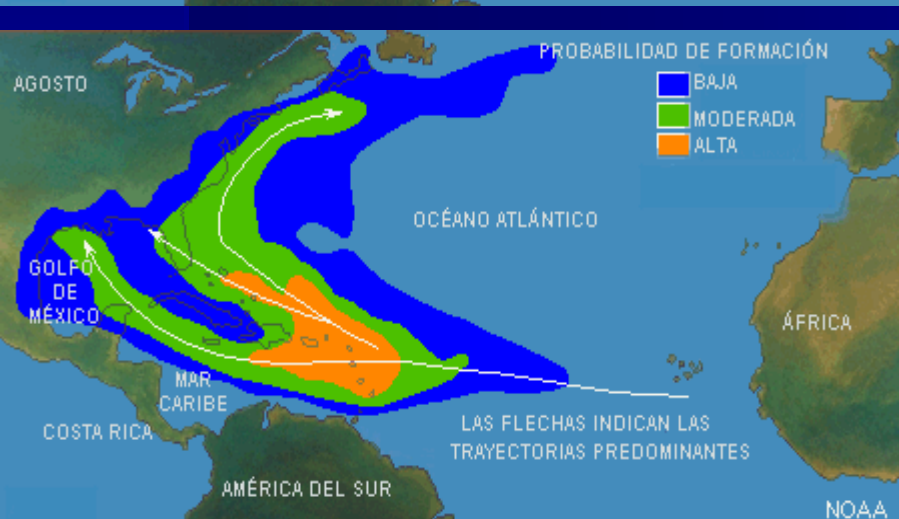 AGOSTO
PROBABILIDAD DE FORMACIÓN
BAJA
MODERADA
ALTA
OCÉANO ATLÁNTICO
GOLFO
DE
MÉXICO
ÁFRICA
MAR
CARIBE
COSTA RICA
LAS FLECHAS INDICAN LAS
TRAYECTORIAS PREDOMINANTES
AMÉRICA DEL SUR
NOAA